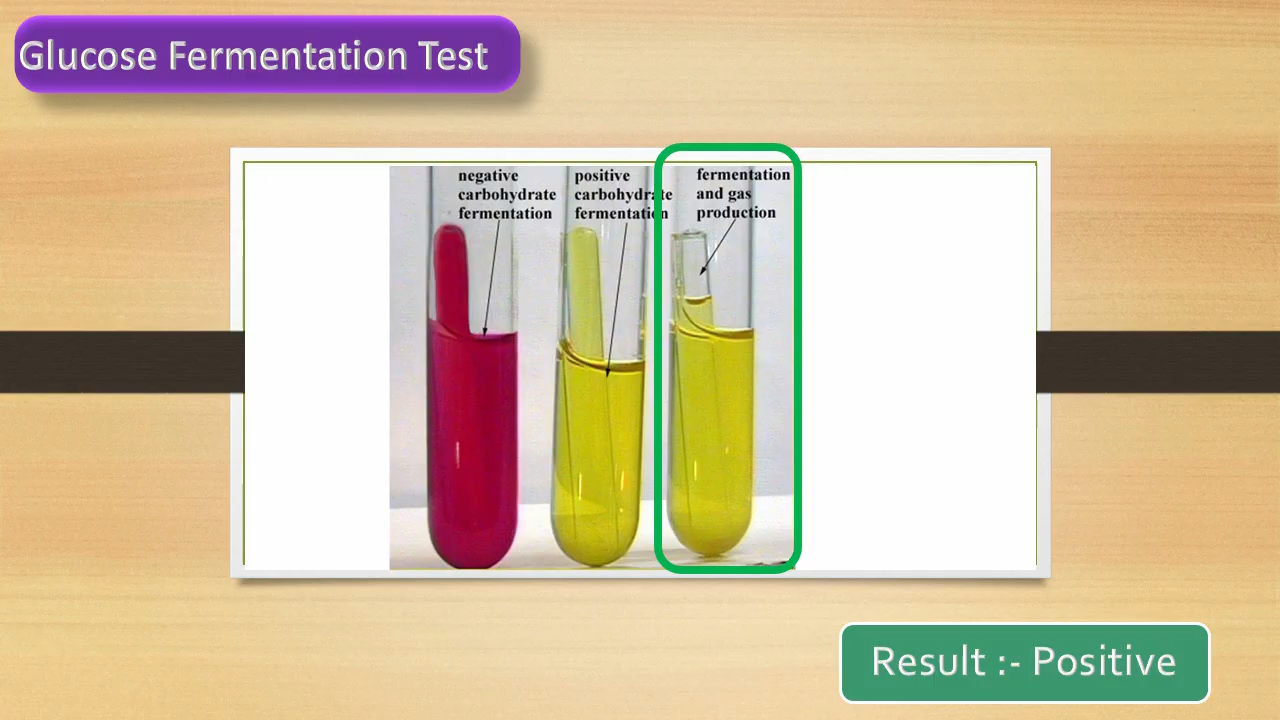 Glucose Fermentation Test
negative
carbohydrate
fermentation
positive
carbohydrate
fermentation
fermentation
and gas
production
Result :- Positive